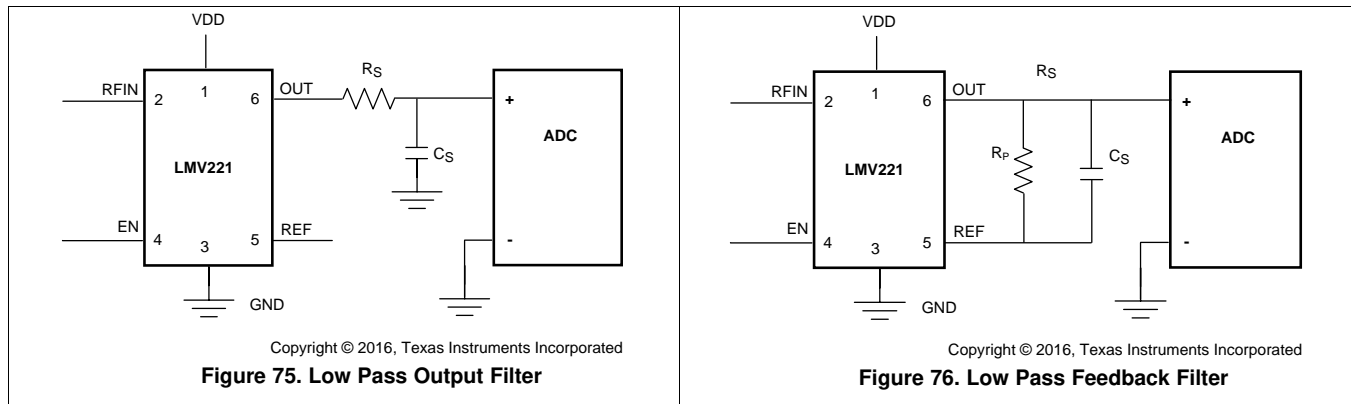 VDD
RS
RFIN
2
1
6
OUT
+
ADC
CS
LMV221
EN
4
3
5
REF
-
GND
Copyright © 2016, Texas Instruments Incorporated
Figure 75. Low Pass Output Filter
VDD
RS
RFIN
2
1
6
OUT
+
ADC
RP
CS
LMV221
EN
4
3
5
REF
-
GND
Copyright © 2016, Texas Instruments Incorporated
Figure 76. Low Pass Feedback Filter